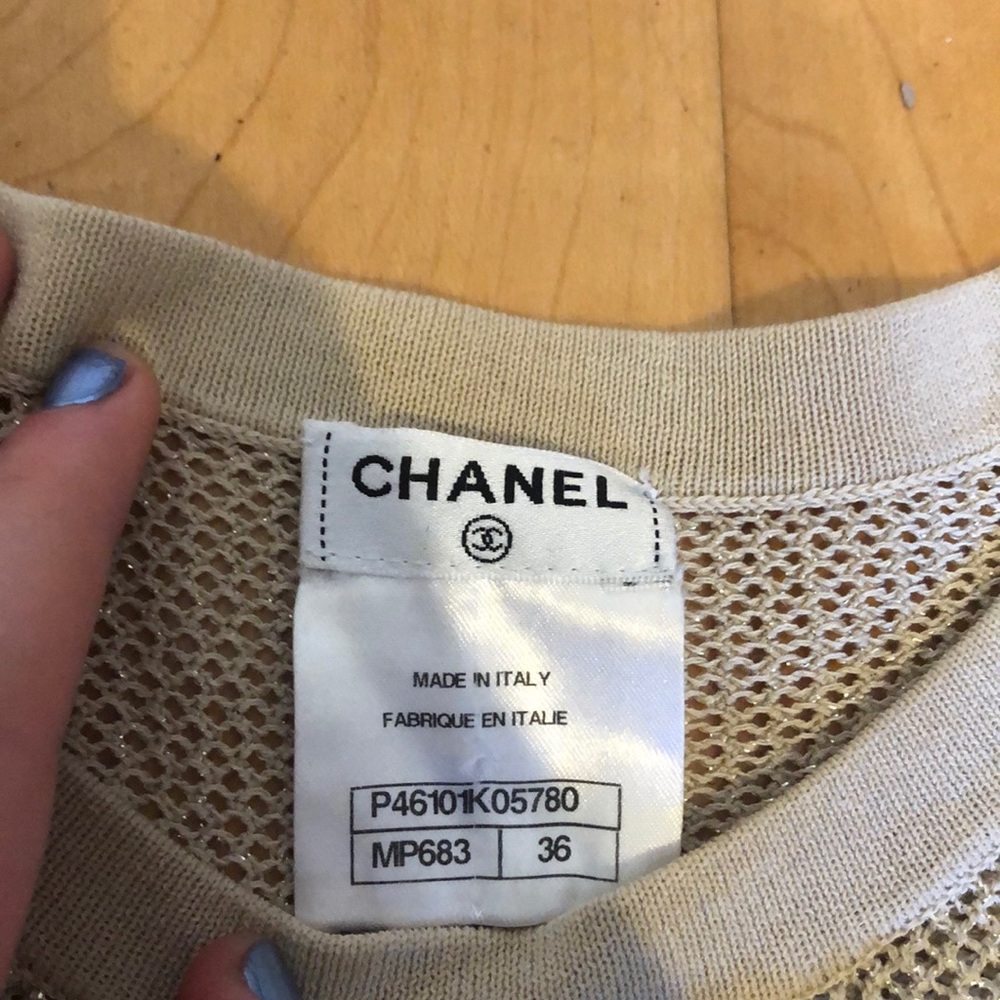 CHANEL
MADE IN ITALY
FABRIQUE EN ITALIE
P46101K05780
MP683 36